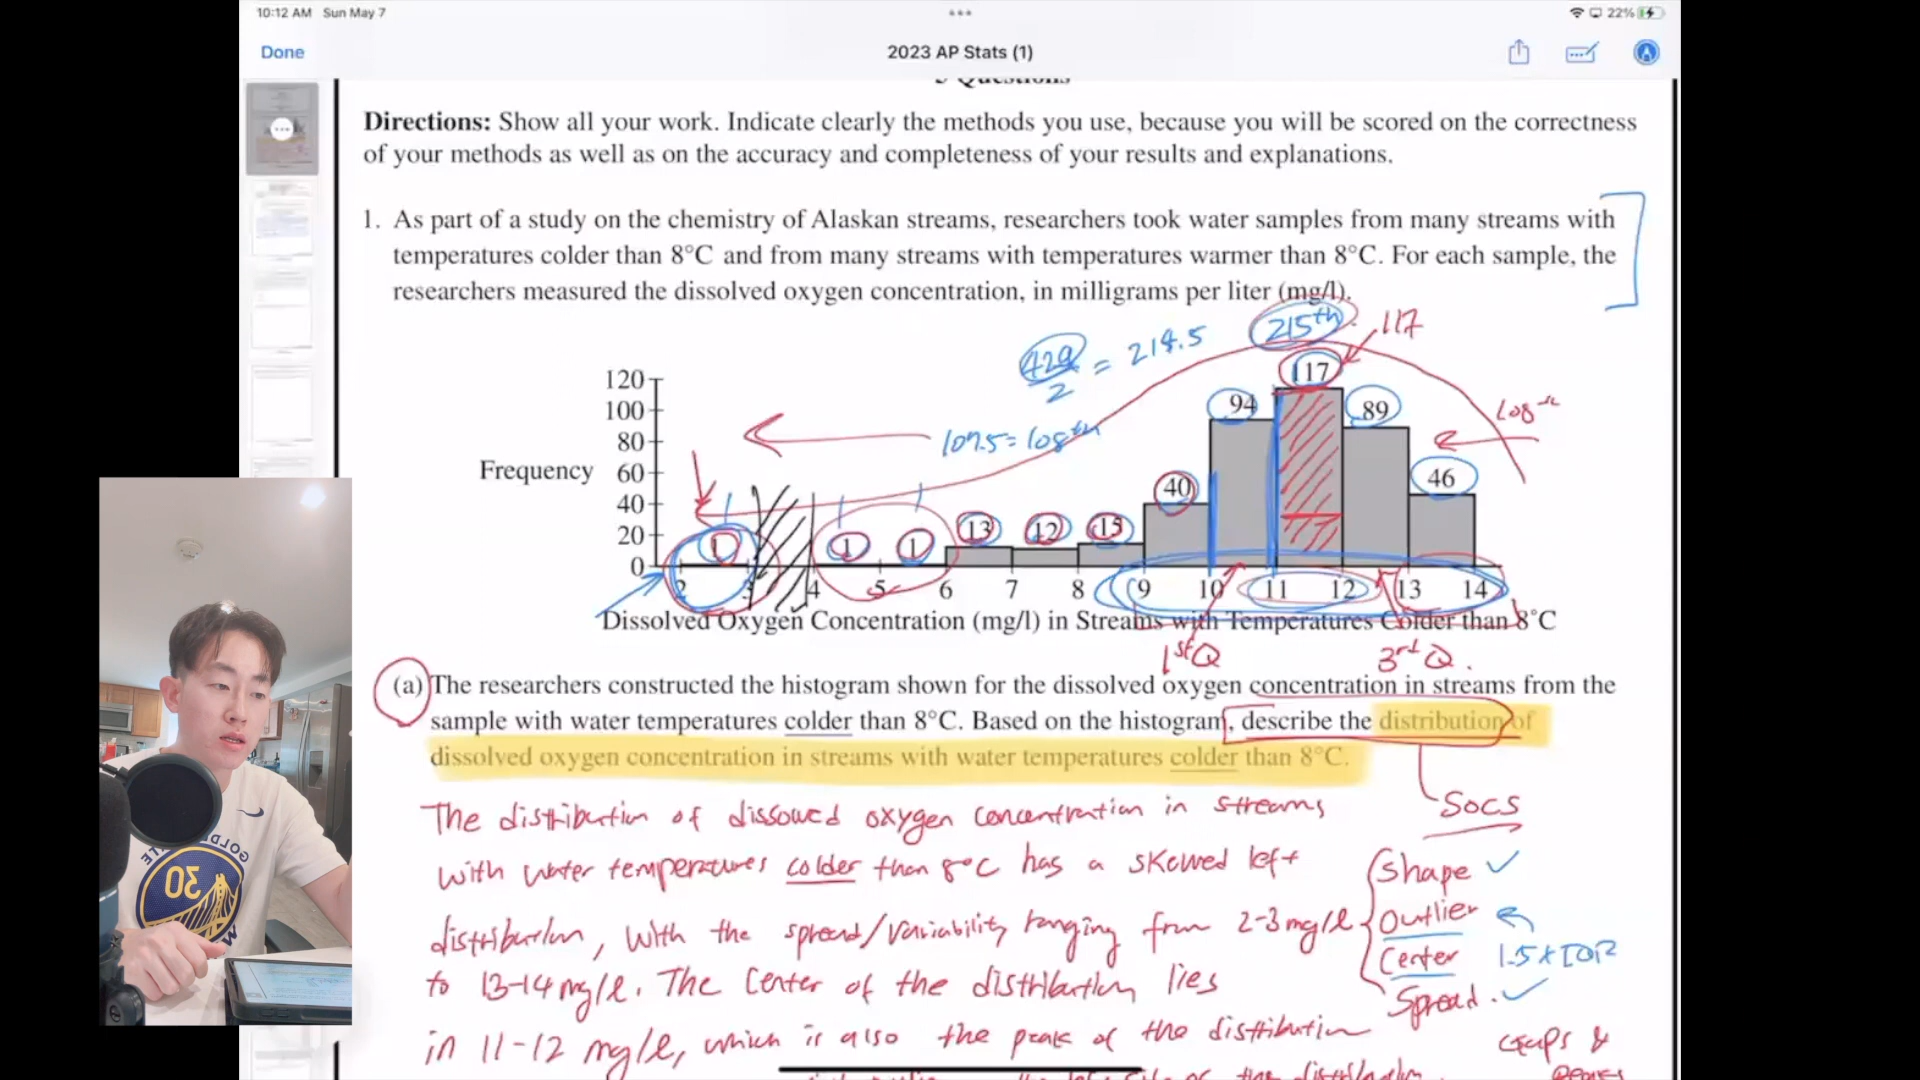 10:12 AM Sun May 7
22%
Done
2023 AP Stats (1)
5 Questions
Directions: Show all your work. Indicate clearly the methods you use, because you will be scored on the correctness
of your methods as well as on the accuracy and completeness of your results and explanations.
1. As part of a study on the chemistry of Alaskan streams, researchers took water samples from many streams with
temperatures colder than 8°C and from many streams with temperatures warmer than 8°C. For each sample, the
researchers measured the dissolved oxygen concentration, in milligrams per liter (mg/l).
429/2 = 214.5
215th
117
107.5 = 108th
108th
Frequency
120
100
80
60
40
20
0
1 1 1 13 12 15 40 94 117 89 46
2 3 4 5 6 7 8 9 10 11 12 13 14
Dissolved Oxygen Concentration (mg/l) in Streams with Temperatures Colder than 8°C
1st Q
3rd Q.
(a) The researchers constructed the histogram shown for the dissolved oxygen concentration in streams from the
sample with water temperatures colder than 8°C. Based on the histogram, describe the distribution of
dissolved oxygen concentration in streams with water temperatures colder than 8°C.
The distribution of dissowed oxygen concentration in streams
with water temperatures colder than 8°C has a skewed left
distribution, with the spread/variability ranging from 2-3 mg/l
to 13-14 mg/l. The center of the distribution lies
in 11-12 mg/l, which is also the peak of the distribution
SOCS
Shape
Outlier
Center
Spread.
1.5 x IQR
Gaps &
Peaks
GOLDEN STATE
30